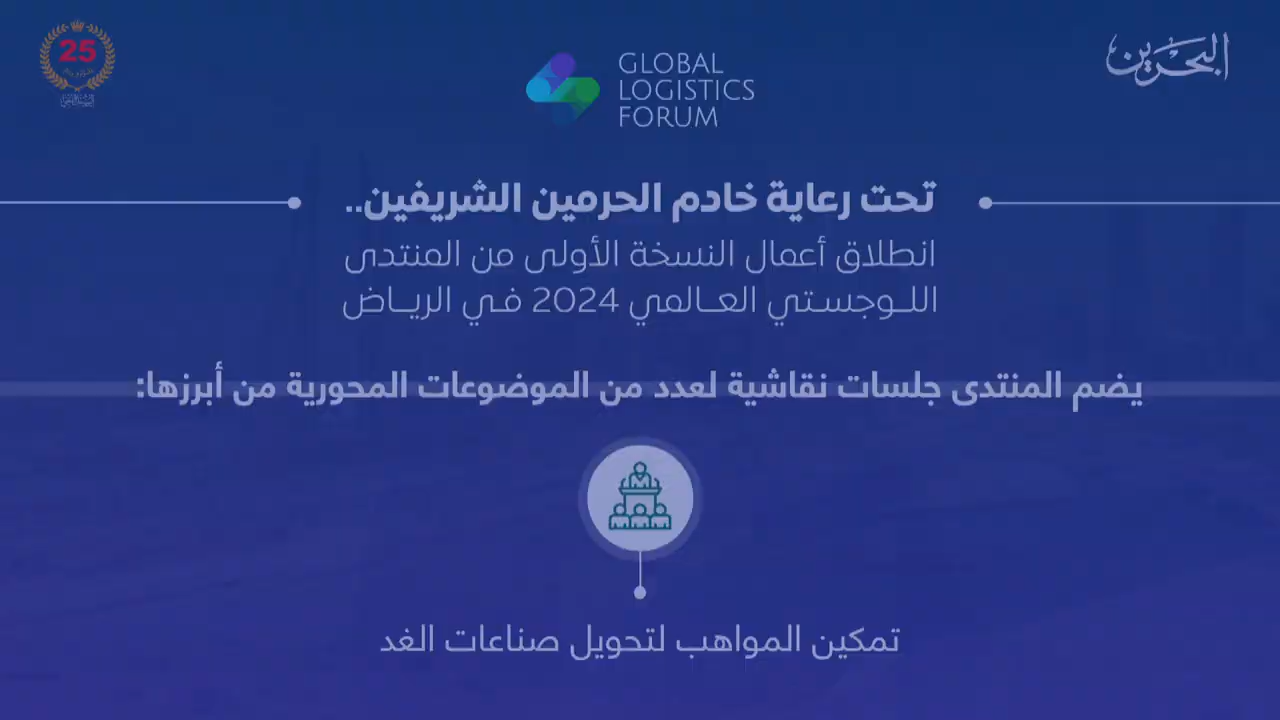 25
البحرين
GLOBAL
LOGISTICS
FORUM
تحت رعاية خادم الحرمين الشريفين..
انطلاق أعمال النسخة الأولى من المنتدى
اللـوجسـتي العـالمي 2024 فـي الريـاض
يضم المنتدى جلسات نقاشية لعدد من الموضوعات المحورية من أبرزها:
تمكين المواهب لتحويل صناعات الغد